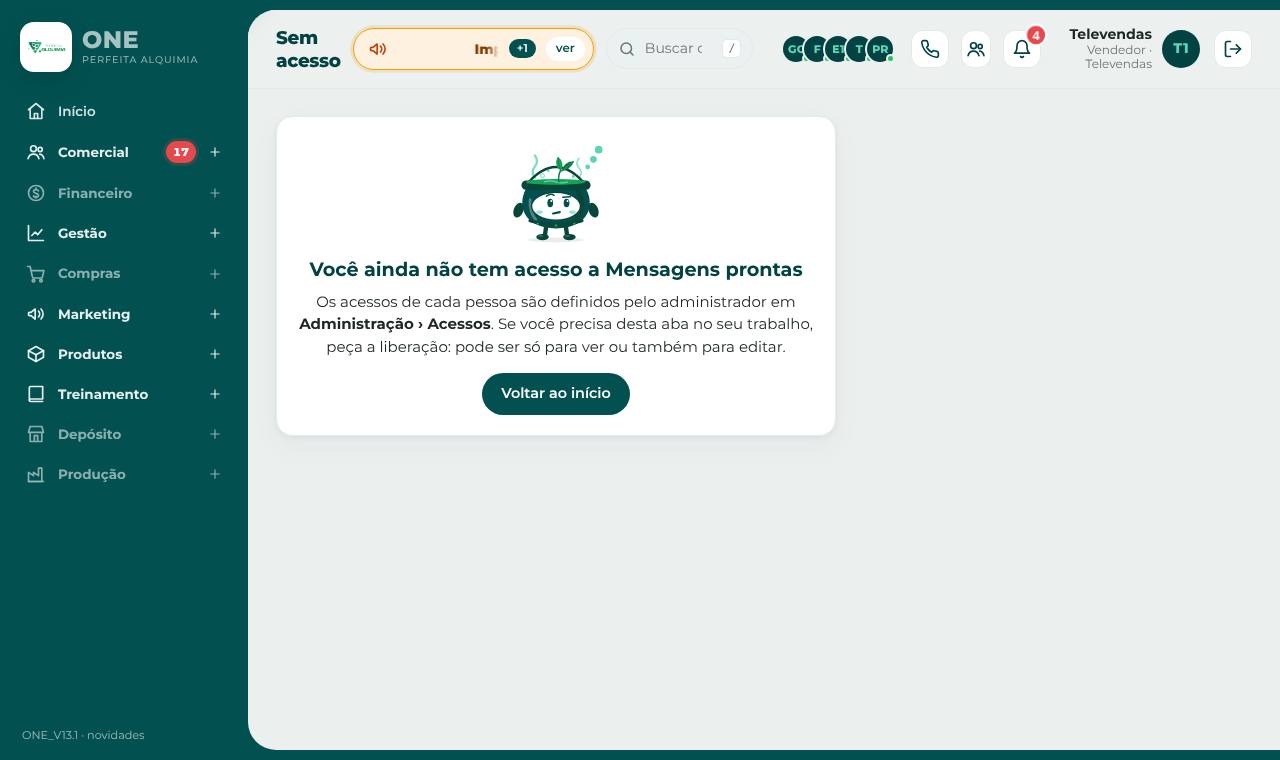 ONE
PERFEITA ALQUIMIA
Início
Comercial 17 +
Financeiro +
Gestão +
Compras +
Marketing +
Produtos +
Treinamento +
Depósito +
Produção +
ONE_V13.1 · novidades
Sem
acesso
+1 ver
Buscar /
F T PR
4
Televendas
Vendedor ·
Televendas
T1
Você ainda não tem acesso a Mensagens prontas
Os acessos de cada pessoa são definidos pelo administrador em
Administração › Acessos. Se você precisa desta aba no seu trabalho,
peça a liberação: pode ser só para ver ou também para editar.
Voltar ao início